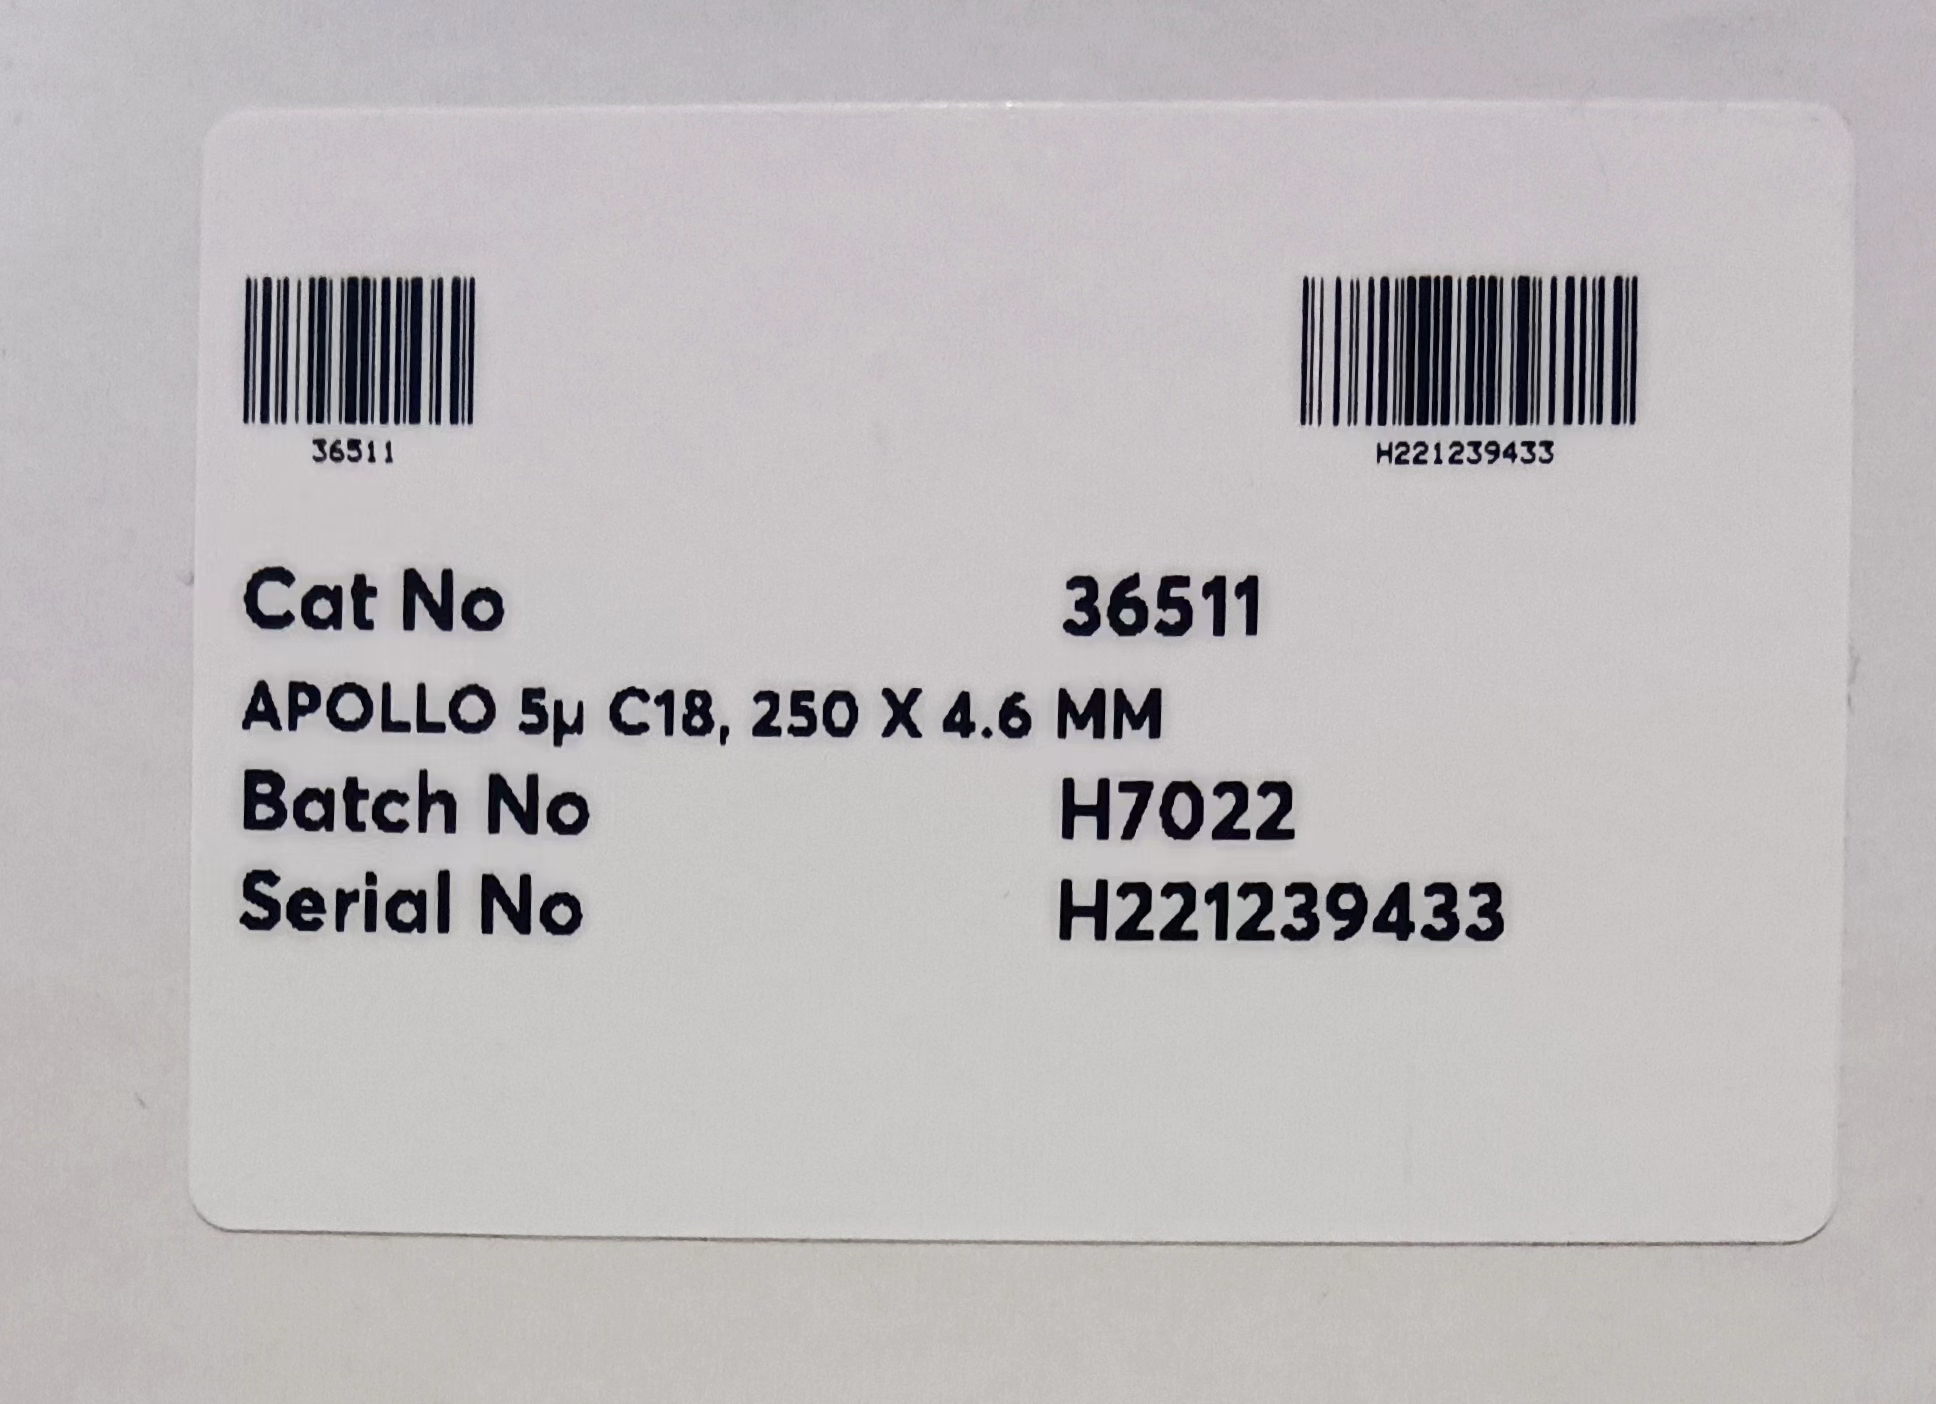 36511
H221239433
Cat No 36511
APOLLO 5µ C18, 250 X 4.6 MM
Batch No H7022
Serial No H221239433